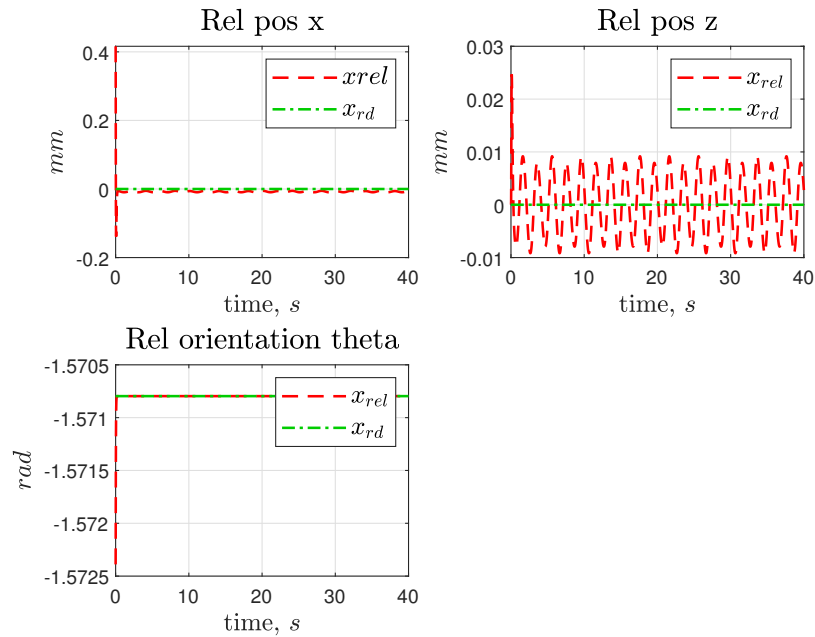 Rel pos x
0.4
0.2
0
-0.2
mm
xrel
x_rd
0
10
20
30
40
time, s
Rel pos z
0.03
0.02
0.01
0
-0.01
mm
x_rel
x_rd
0
10
20
30
40
time, s
Rel orientation theta
-1.5705
-1.571
-1.5715
-1.572
-1.5725
rad
x_rel
x_rd
0
10
20
30
40
time, s